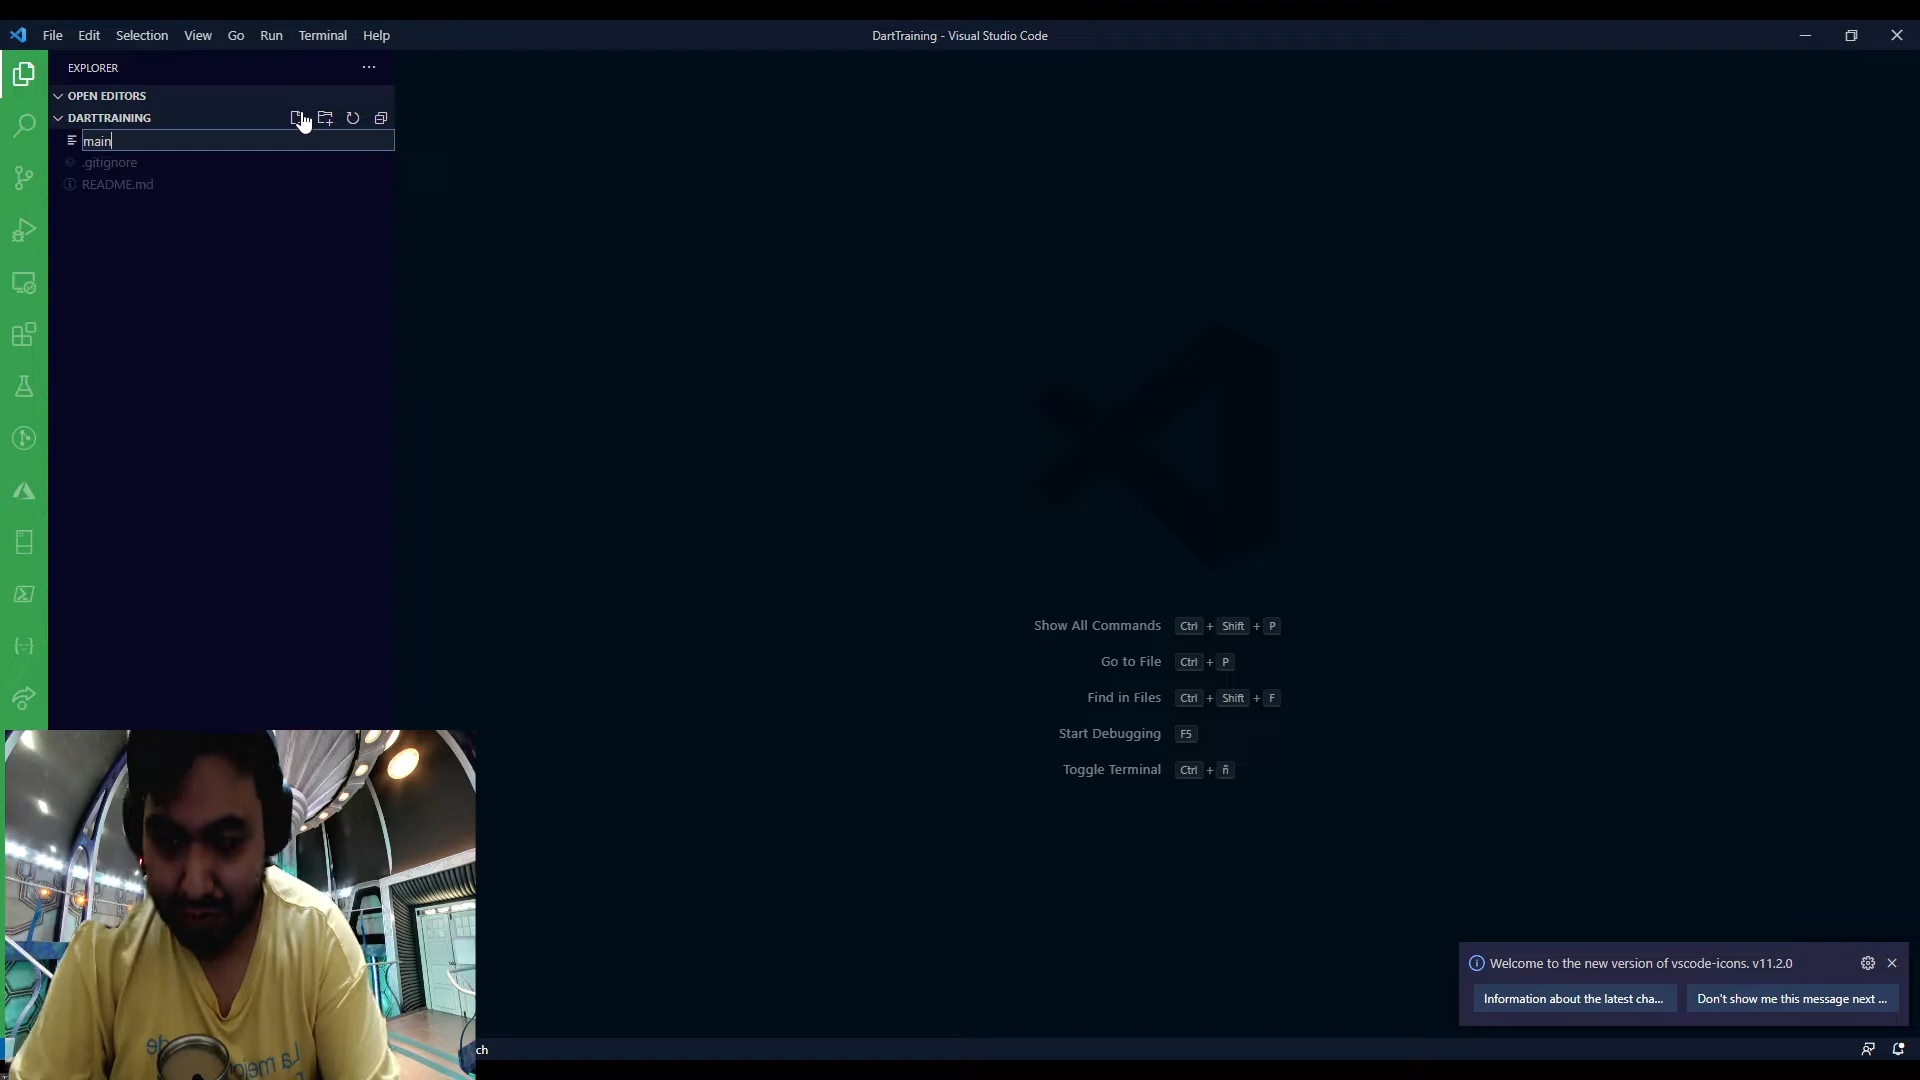 File Edit Selection View Go Run Terminal Help
DartTraining - Visual Studio Code
EXPLORER
OPEN EDITORS
DARTTRAINING
main
.gitignore
README.md
Show All Commands Ctrl + Shift + P
Go to File Ctrl + P
Find in Files Ctrl + Shift + F
Start Debugging F5
Toggle Terminal Ctrl + ñ
Welcome to the new version of vscode-icons. v11.2.0
Information about the latest cha...
Don't show me this message next ...
ch
La mejo
de